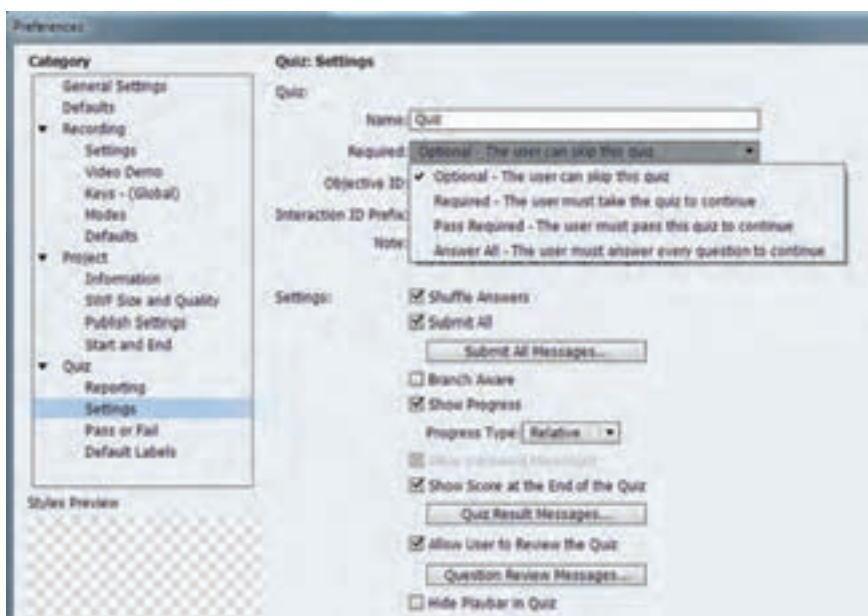 Preferences
Category
General Settings
Defaults
Recording
Settings
Video Demo
Keys - (Global)
Modes
Defaults
Project
Information
SWF Size and Quality
Publish Settings
Start and End
Quiz
Reporting
Settings
Pass or Fail
Default Labels
Styles Preview
Quiz: Settings
Quiz:
Name: Quiz
Required: Optional - The user can skip this quiz
Optional - The user can skip this quiz
Required - The user must take the quiz to continue
Pass Required - The user must pass this quiz to continue
Answer All - The user must answer every question to continue
Objective ID:
Interaction ID Prefix:
Note:
Settings:
Shuffle Answers
Submit All
Submit All Messages...
Branch Aware
Show Progress
Progress Type: Relative
Show Score at the End of the Quiz
Quiz Result Messages...
Allow User to Review the Quiz
Question Review Messages...
Hide Playbar in Quiz